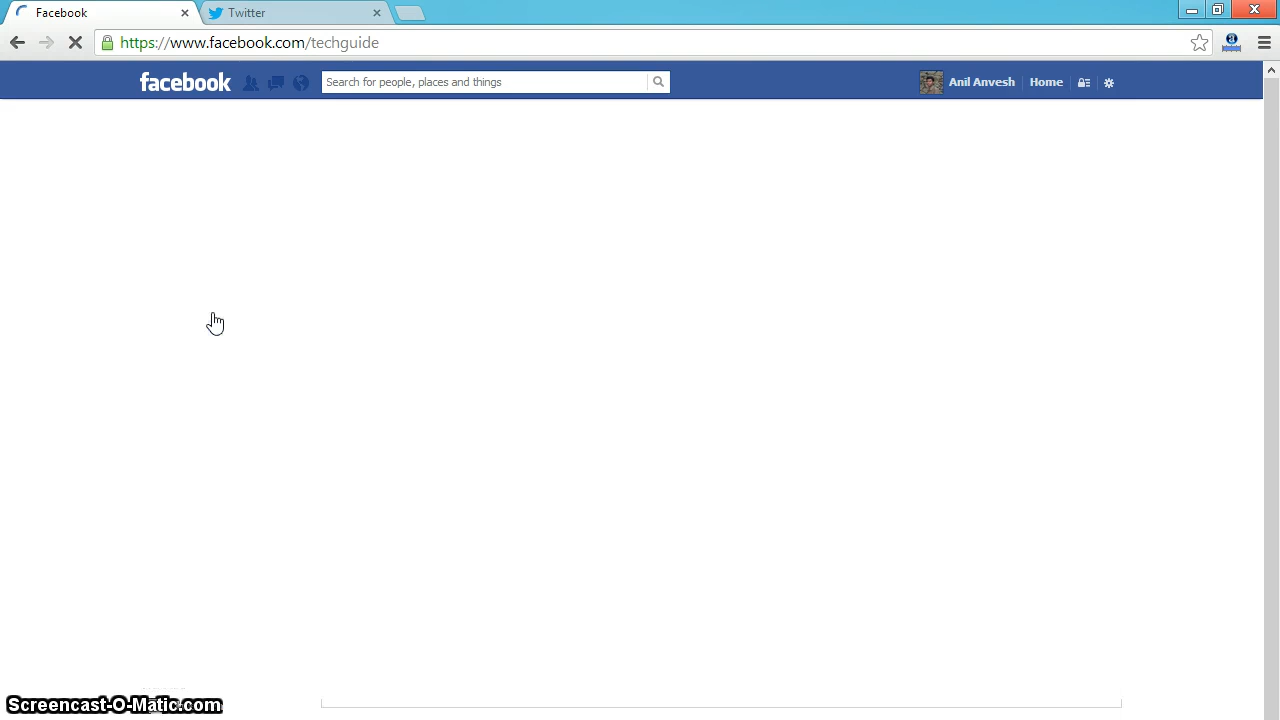 Facebook
Twitter
https://www.facebook.com/techguide
facebook
Search for people, places and things
Anil Anvesh
Home
Screencast-O-Matic.com